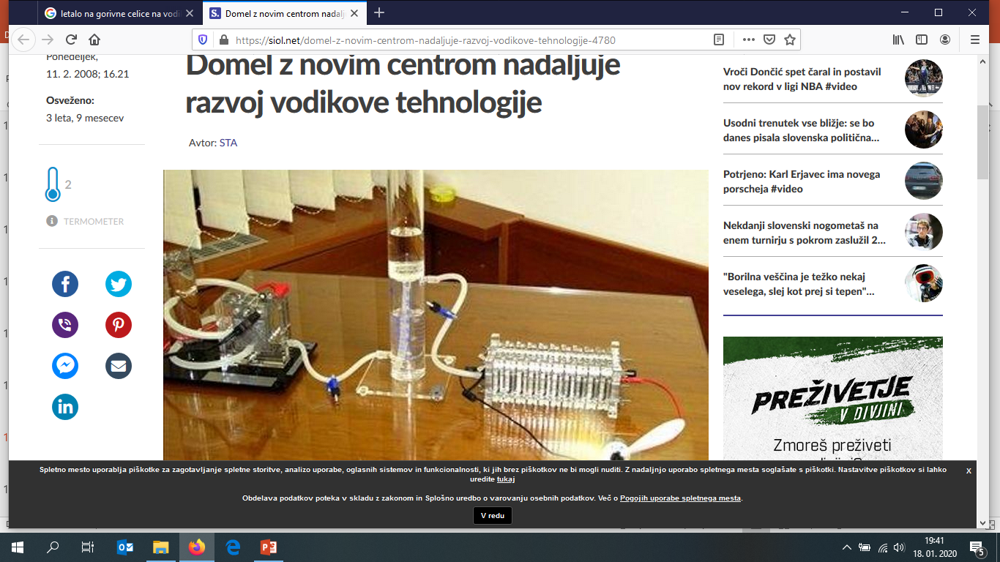 letalo na gorivne celice na vodi
Domel z novim centrom nadalj
https://siol.net/domel-z-novim-centrom-nadaljuje-razvoj-vodikove-tehnologije-4780
Ponedeljek,
11. 2. 2008; 16.21
Osveženo:
3 leta, 9 mesecev
2
TERMOMETER
Domel z novim centrom nadaljuje
razvoj vodikove tehnologije
Avtor: STA
Vroči Dončić spet čaral in postavil
nov rekord v ligi NBA #video
Usodni trenutek vse bližje: se bo
danes pisala slovenska politična...
Potrjeno: Karl Erjavec ima novega
porscheja #video
Nekdanji slovenski nogometaš na
enem turnirju s pokrom zaslužil 2...
"Borilna veščina je težko nekaj
veselega, slej kot prej si tepen"...
PREŽIVETJE
V DIVJINI
Zmoreš preživeti
Spletno mesto uporablja piškotke za zagotavljanje spletne storitve, analizo uporabe, oglasnih sistemov in funkcionalnosti, ki jih brez piškotkov ne bi mogli nuditi. Z nadaljnjo uporabo spletnega mesta soglašate s piškotki. Nastavitve piškotkov si lahko
uredite tukaj
x
Obdelava podatkov poteka v skladu z zakonom in Splošno uredbo o varovanju osebnih podatkov. Več o Pogojih uporabe spletnega mesta.
V redu
19:41
18. 01. 2020
5